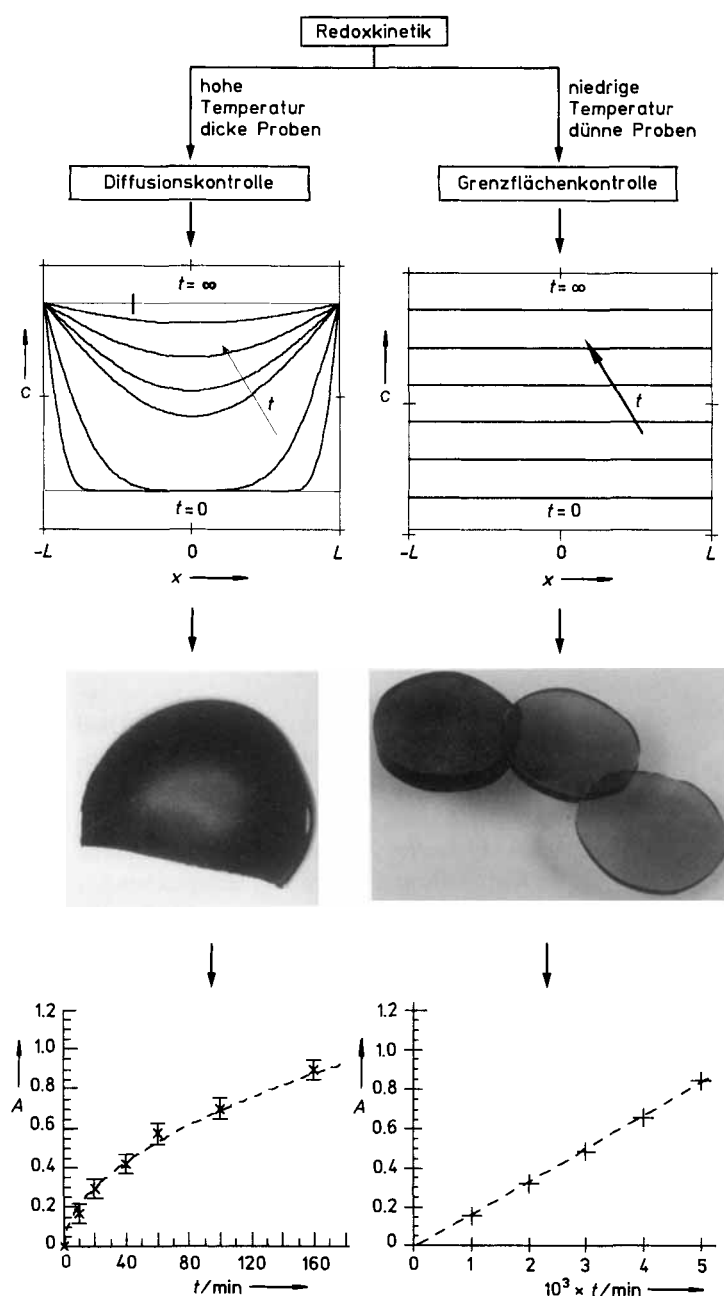 Redoxkinetik
hohe
Temperatur
dicke Proben
niedrige
Temperatur
dünne Proben
Diffusionskontrolle
Grenzflächenkontrolle
t = ∞
c
t
t = 0
-L
0
L
x
t = ∞
c
t
t = 0
-L
0
L
x
1.2
1.0
0.8
A
0.6
0.4
0.2
0
0
40
80
120
160
t/min
1.2
1.0
0.8
A
0.6
0.4
0.2
0
0
1
2
3
4
5
10³ × t/min